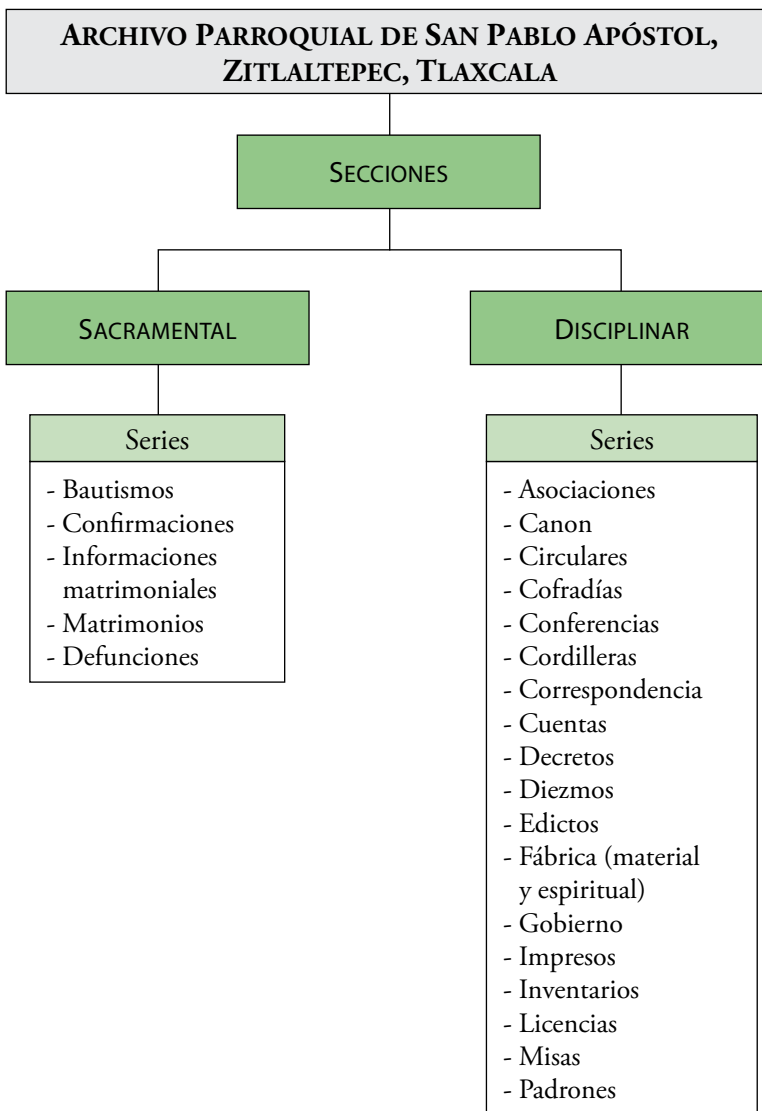 ARCHIVO PARROQUIAL DE SAN PABLO APÓSTOL,
ZITLALTEPEC, TLAXCALA
SECCIONES
SACRAMENTAL
DISCIPLINAR
Series
- Bautismos
- Confirmaciones
- Informaciones
matrimoniales
- Matrimonios
- Defunciones
Series
- Asociaciones
- Canon
- Circulares
- Cofradías
- Conferencias
- Cordilleras
- Correspondencia
- Cuentas
- Decretos
- Diezmos
- Edictos
- Fábrica (material
y espiritual)
- Gobierno
- Impresos
- Inventarios
- Licencias
- Misas
- Padrones